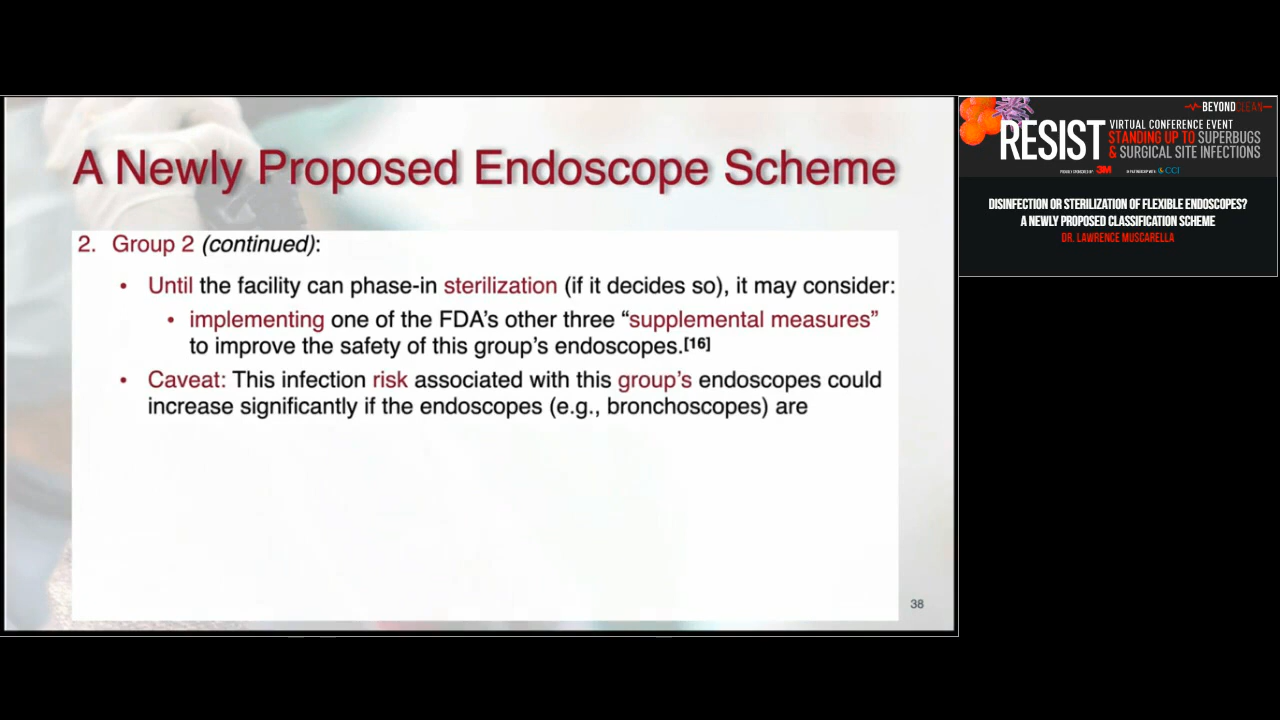 A Newly Proposed Endoscope Scheme
2. Group 2 (continued):
• Until the facility can phase-in sterilization (if it decides so), it may consider:
• implementing one of the FDA's other three “supplemental measures”
to improve the safety of this group's endoscopes.[16]
• Caveat: This infection risk associated with this group's endoscopes could
increase significantly if the endoscopes (e.g., bronchoscopes) are
38
BEYONDCLEAN
RESIST
VIRTUAL CONFERENCE EVENT
STANDING UP TO SUPERBUGS
& SURGICAL SITE INFECTIONS
PROUDLY SPONSORED BY: 3M IN PARTNERSHIP WITH: CCI
DISINFECTION OR STERILIZATION OF FLEXIBLE ENDOSCOPES?
A NEWLY PROPOSED CLASSIFICATION SCHEME
DR. LAWRENCE MUSCARELLA